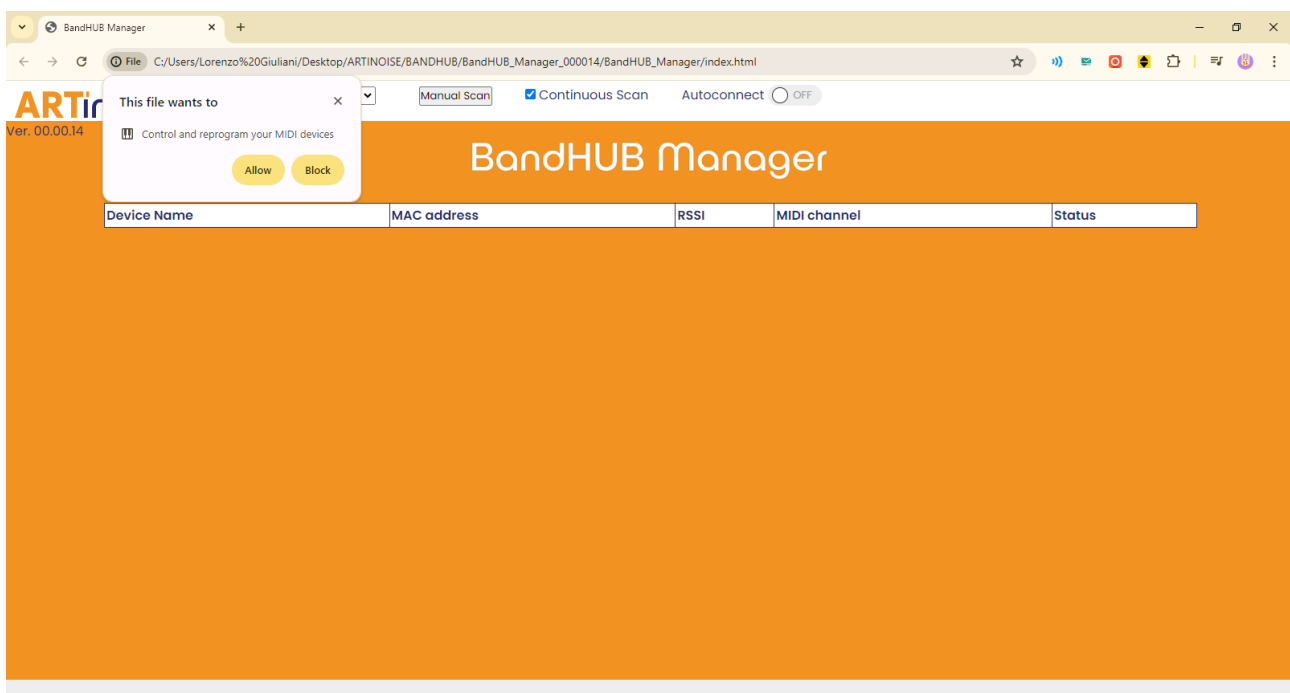 BandHUB Manager
File C:/Users/Lorenzo%20Giuliani/Desktop/ARTINOISE/BANDHUB/BandHUB_Manager_000014/BandHUB_Manager/index.html
Manual Scan Continuous Scan Autoconnect OFF
Ver. 00.00.14
This file wants to
Control and reprogram your MIDI devices
Allow Block
BandHUB Manager
Device Name MAC address RSSI MIDI channel Status